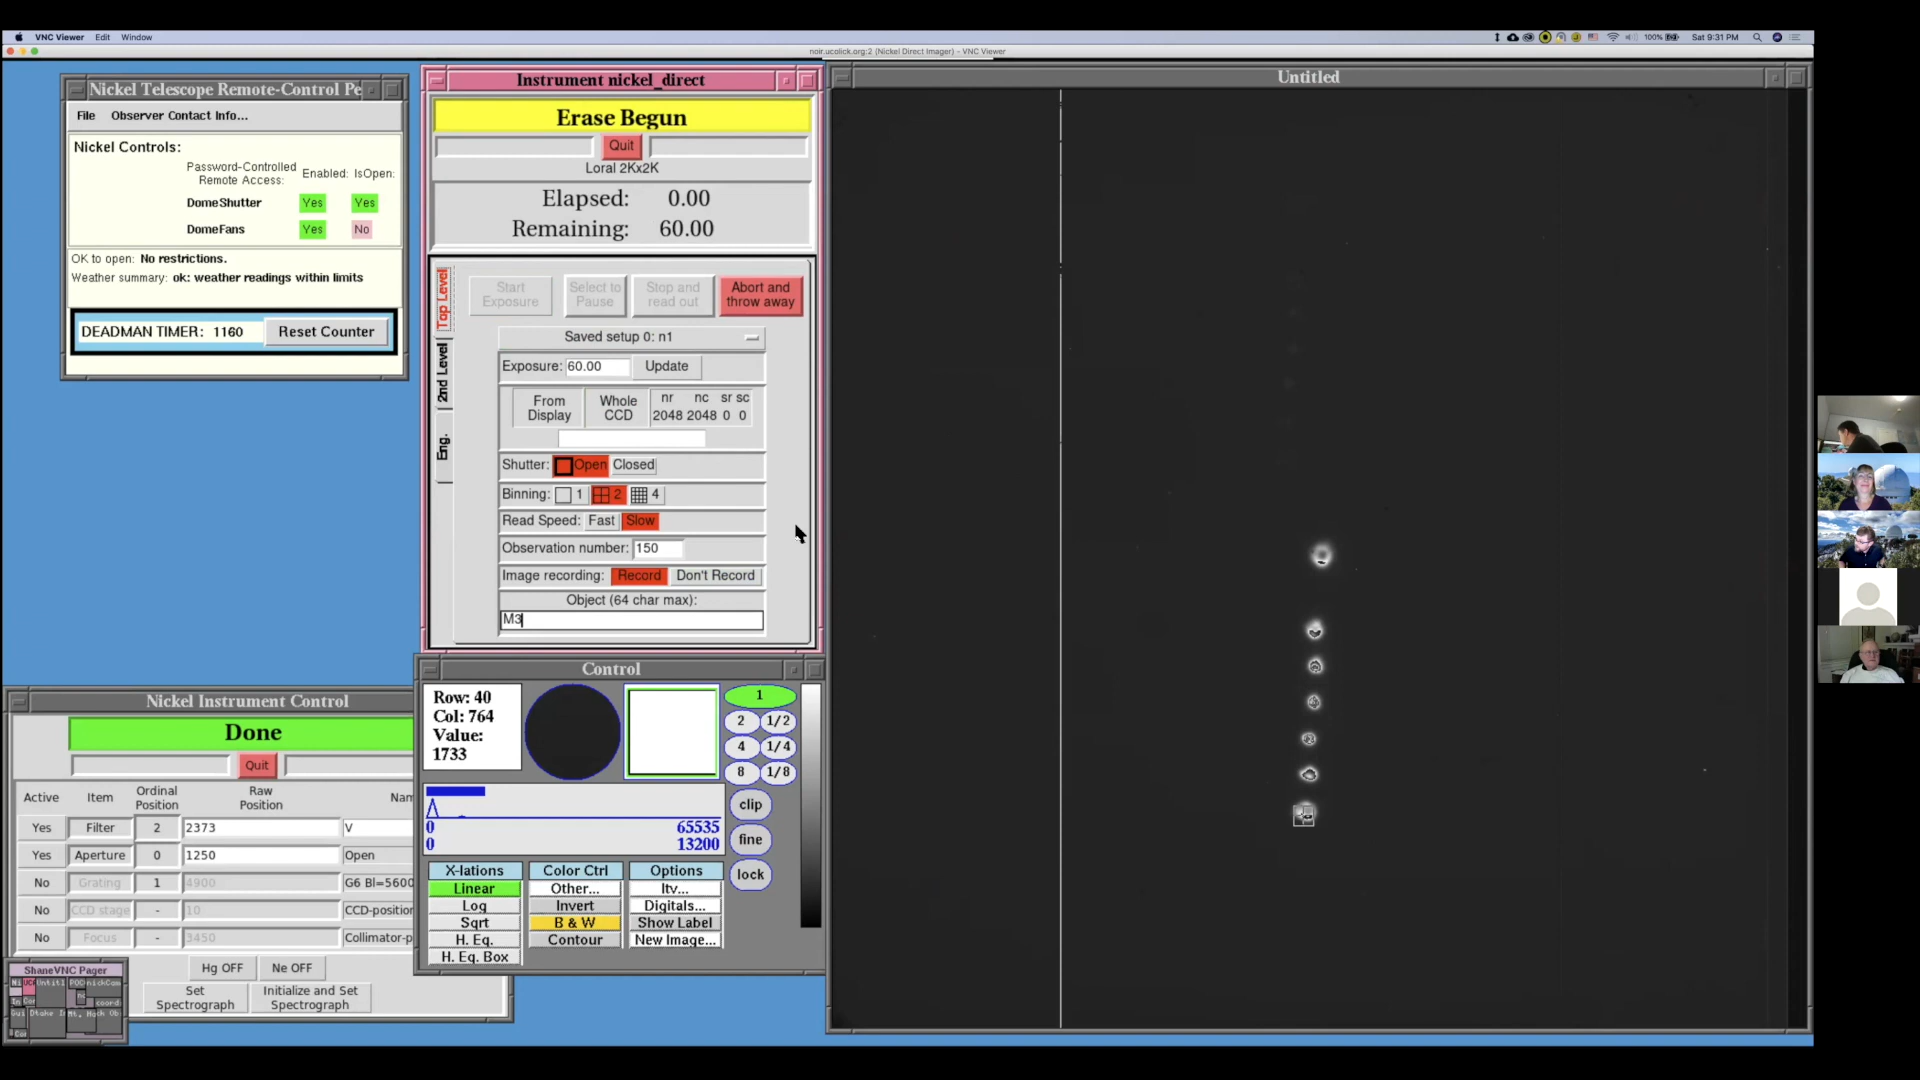 VNC Viewer Edit Window
100% Sat 9:31 PM
noir.ucolick.org:2 (Nickel Direct Imager) - VNC Viewer
Nickel Telescope Remote-Control Pe
File Observer Contact Info...
Nickel Controls:
Password-Controlled
Remote Access:
Enabled: IsOpen:
DomeShutter Yes Yes
DomeFans Yes No
OK to open: No restrictions.
Weather summary: ok: weather readings within limits
DEADMAN TIMER: 1160 Reset Counter
Instrument nickel_direct
Erase Begun
Quit
Loral 2Kx2K
Elapsed: 0.00
Remaining: 60.00
Top Level
2nd Level
Eng.
Start
Exposure
Select to
Pause
Stop and
read out
Abort and
throw away
Saved setup 0: n1
Exposure: 60.00 Update
From
Display
Whole
CCD
nr nc sr sc
2048 2048 0 0
Shutter: Open Closed
Binning: 1 2 4
Read Speed: Fast Slow
Observation number: 150
Image recording: Record Don't Record
Object (64 char max):
M3
Untitled
Control
Row: 40
Col: 764
Value:
1733
1
2 1/2
4 1/4
8 1/8
clip
fine
lock
0 65535
0 13200
X-lations Color Ctrl Options
Linear Other... Itv...
Log Invert Digitals...
Sqrt B & W Show Label
H. Eq. Contour New Image...
H. Eq. Box
Nickel Instrument Control
Done
Quit
Active Item Ordinal
Position Raw
Position Nam
Yes Filter 2 2373 V
Yes Aperture 0 1250 Open
No Grating 1 4900 G6 Bl=5600
No CCD stage - 10 CCD-position
No Focus - 3450 Collimator-p
Hg OFF Ne OFF
Set
Spectrograph
Initialize and Set
Spectrograph
ShaneVNC Pager